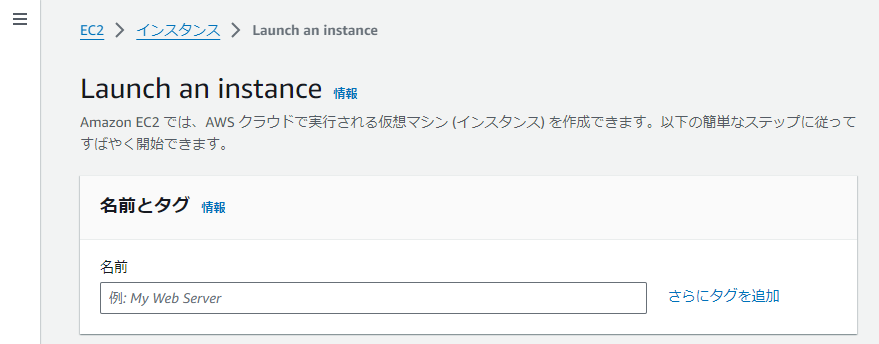 EC2 > インスタンス > Launch an instance
Launch an instance 情報
Amazon EC2 では、AWS クラウドで実行される仮想マシン (インスタンス) を作成できます。以下の簡単なステップに従って
すばやく開始できます。
名前とタグ 情報
名前
例: My Web Server さらにタグを追加